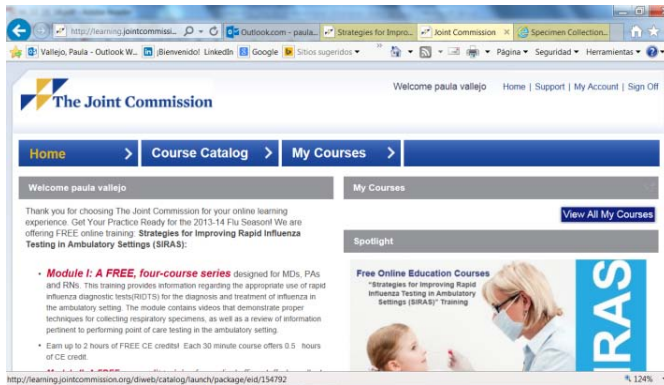 http://learning.jointcommissi...
Outlook.com - paula...
Strategies for Impro...
Joint Commission
Specimen Collection...
Vallejo, Paula - Outlook W...
¡Bienvenido! LinkedIn
Google
Sitios sugeridos
Página
Seguridad
Herramientas
The Joint Commission
Welcome paula vallejo
Home | Support | My Account | Sign Off
Home
Course Catalog
My Courses
Welcome paula vallejo
Thank you for choosing The Joint Commission for your online learning
experience. Get Your Practice Ready for the 2013-14 Flu Season! We are
offering FREE online training: Strategies for Improving Rapid Influenza
Testing in Ambulatory Settings (SIRAS):
• Module I: A FREE, four-course series designed for MDs, PAs
and RNs. This training provides information regarding the appropriate use of rapid
influenza diagnostic tests(RIDTS) for the diagnosis and treatment of influenza in
the ambulatory setting. The module contains videos that demonstrate proper
techniques for collecting respiratory specimens, as well as a review of information
pertinent to performing point of care testing in the ambulatory setting.
• Earn up to 2 hours of FREE CE credits! Each 30 minute course offers 0.5 hours
of CE credit.
My Courses
View All My Courses
Spotlight
Free Online Education Courses
"Strategies for Improving Rapid
Influenza Testing in Ambulatory
Settings (SIRAS)" Training
SIRAS
http://learning.jointcommission.org/diweb/catalog/launch/package/eid/154792
124%